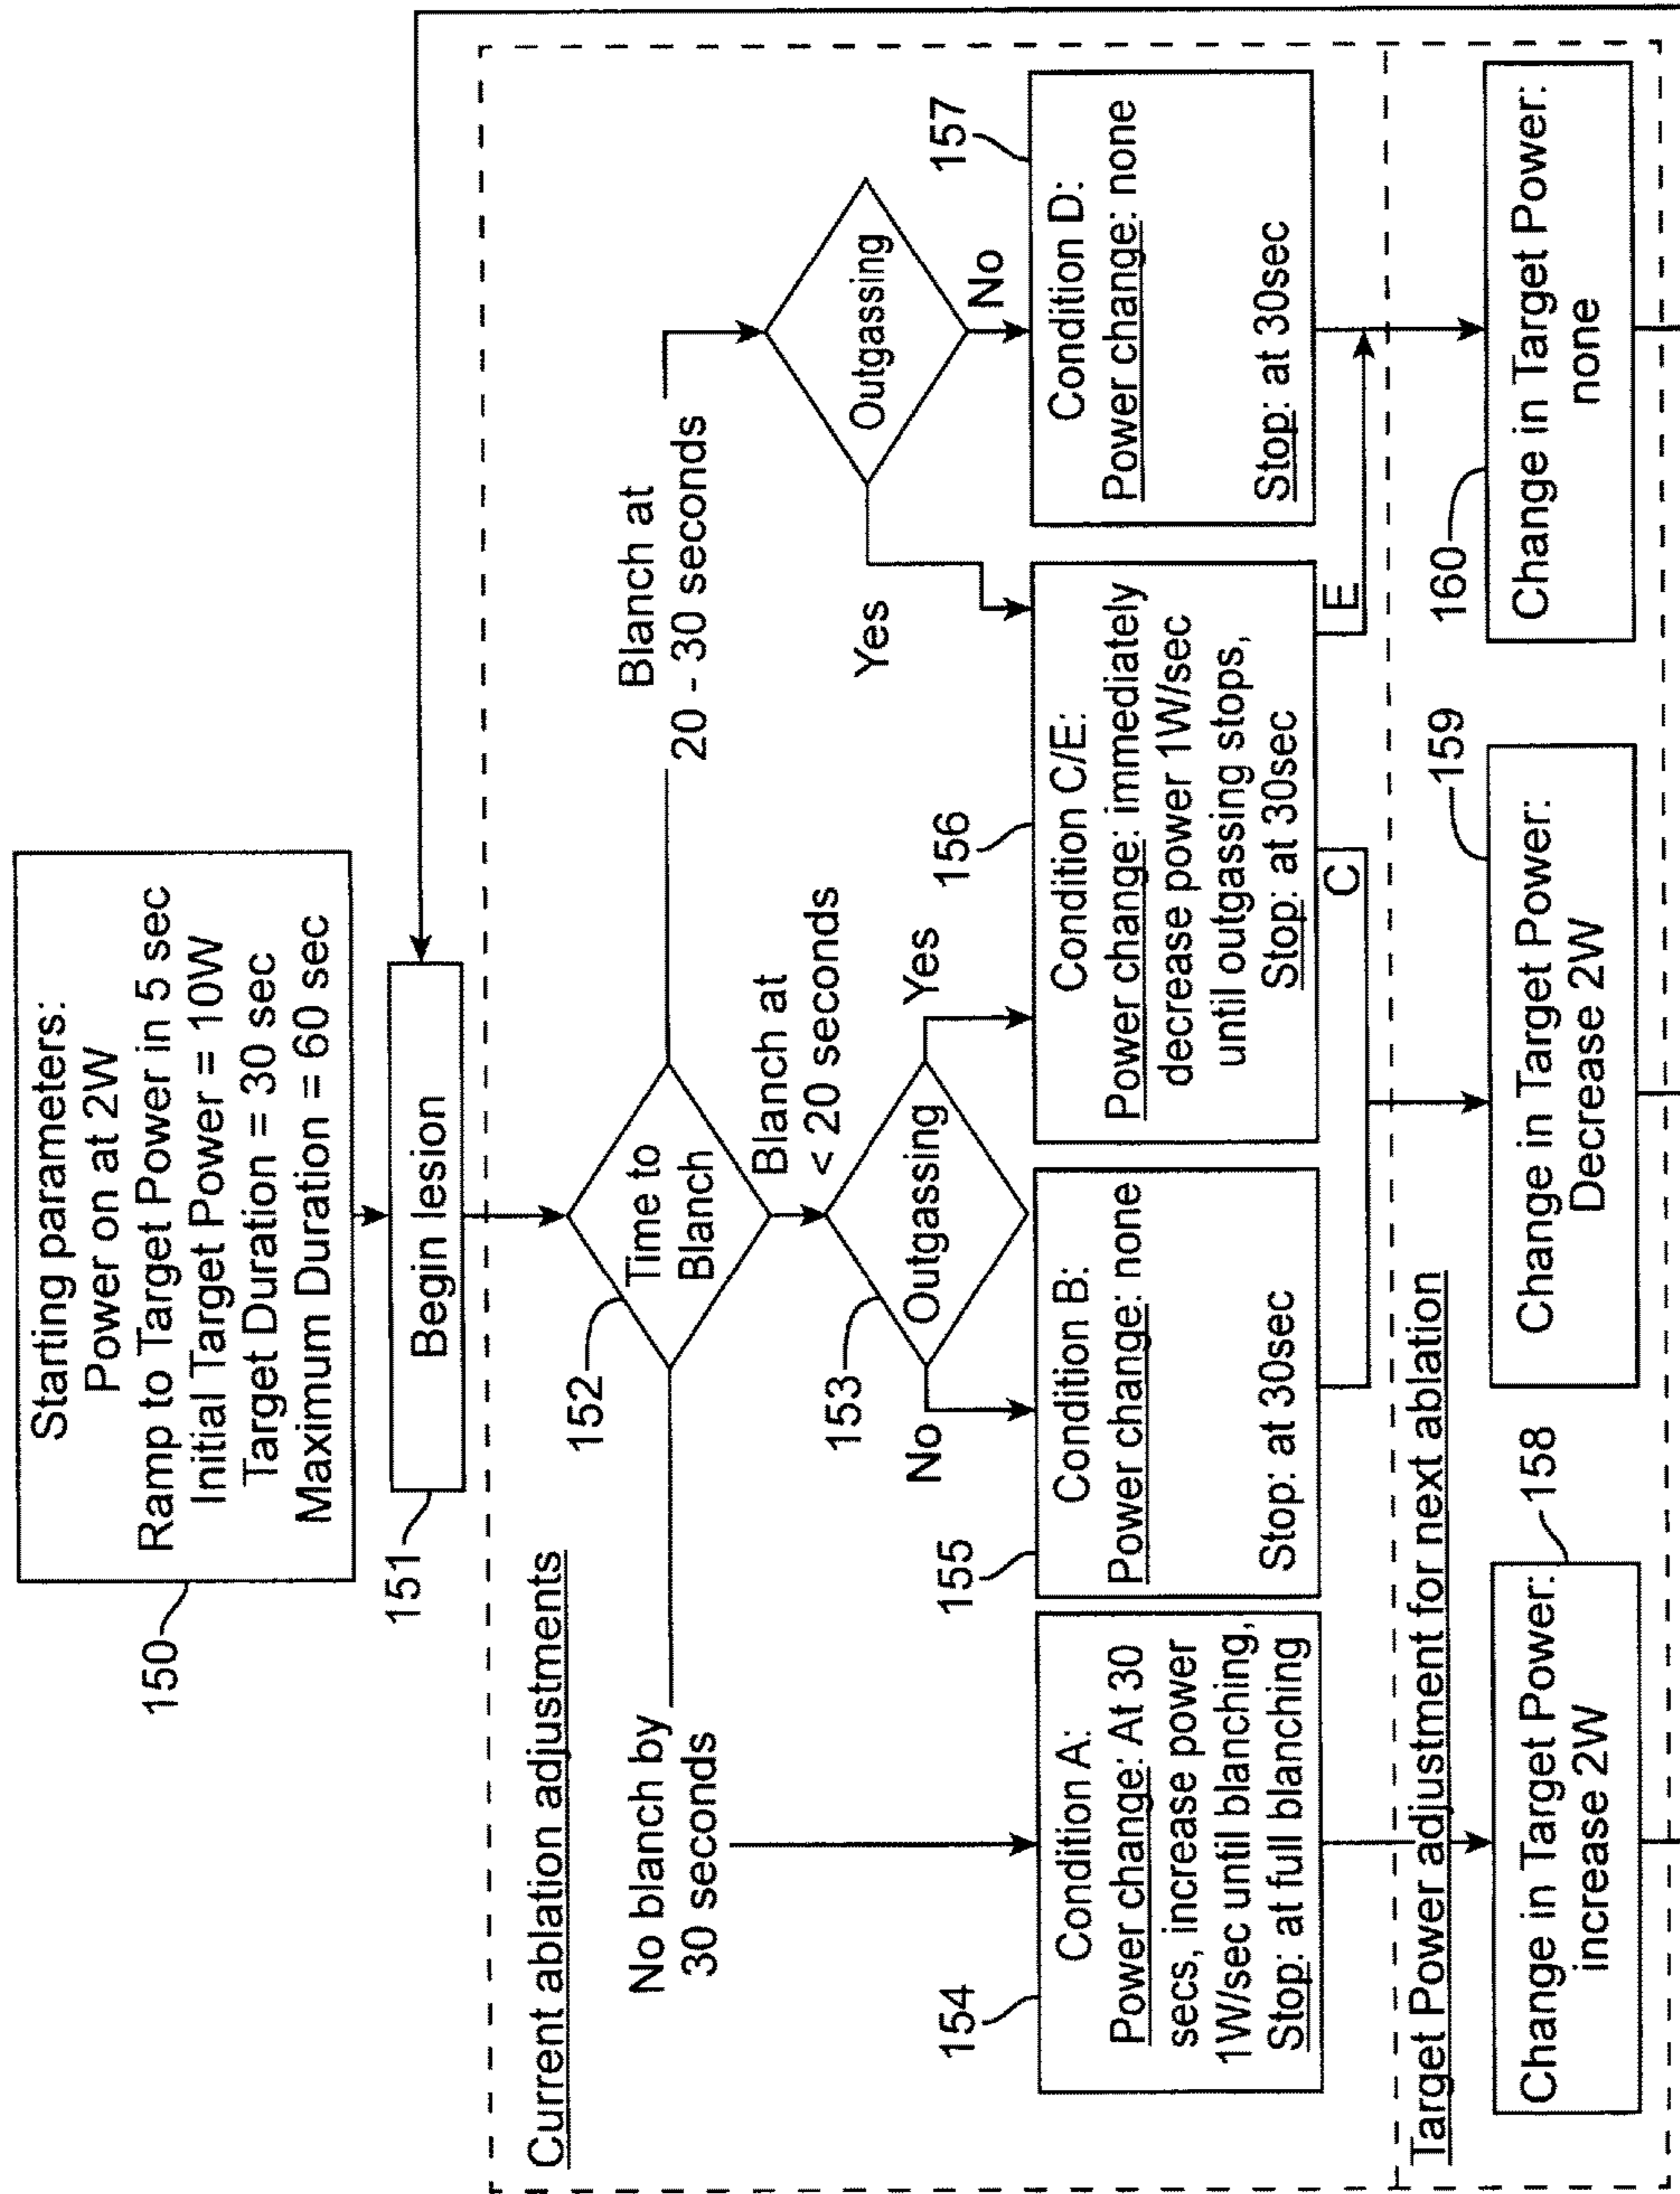 Starting parameters:
Power on at 2W
Ramp to Target Power in 5 sec
Initial Target Power = 10W
Target Duration = 30 sec
Maximum Duration = 60 sec
150
Begin lesion
151
Current ablation adjustments
Time to
Blanch
152
No blanch by
30 seconds
Blanch at
< 20 seconds
Blanch at
20 - 30 seconds
Outgassing
153
No
Yes
Outgassing
Yes
No
Condition A:
Power change: At 30
secs, increase power
1W/sec until blanching,
Stop: at full blanching
154
Condition B:
Power change: none
Stop: at 30sec
155
Condition C/E:
Power change: immediately
decrease power 1W/sec
until outgassing stops,
Stop: at 30sec
156
Condition D:
Power change: none
Stop: at 30sec
157
C
E
Target Power adjustment for next ablation
Change in Target Power:
increase 2W
158
Change in Target Power:
Decrease 2W
159
Change in Target Power:
none
160